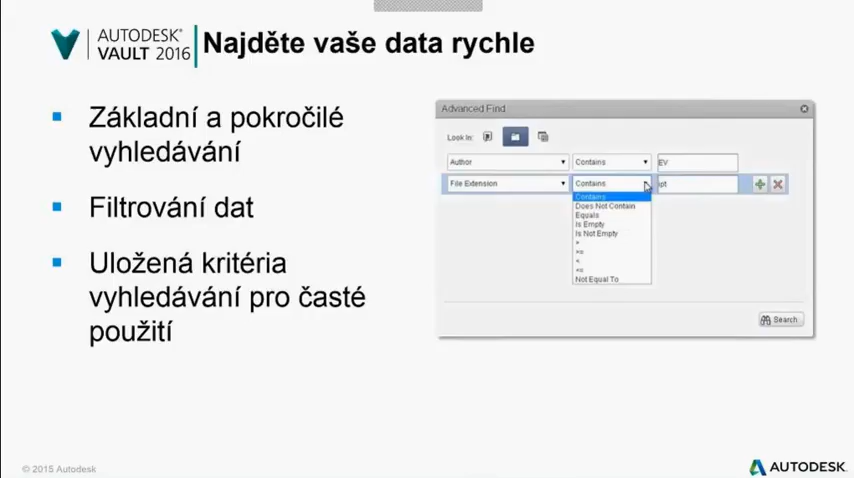 AUTODESK®
VAULT 2016
Najděte vaše data rychle
Základní a pokročilé
vyhledávání
Filtrování dat
Uložená kritéria
vyhledávání pro časté
použití
Advanced Find
Look In:
Author Contains EV
File Extension Contains ipt
Contains
Does Not Contain
Equals
Is Empty
Is Not Empty
>
>=
<
<=
Not Equal To
Search
© 2015 Autodesk
AUTODESK.